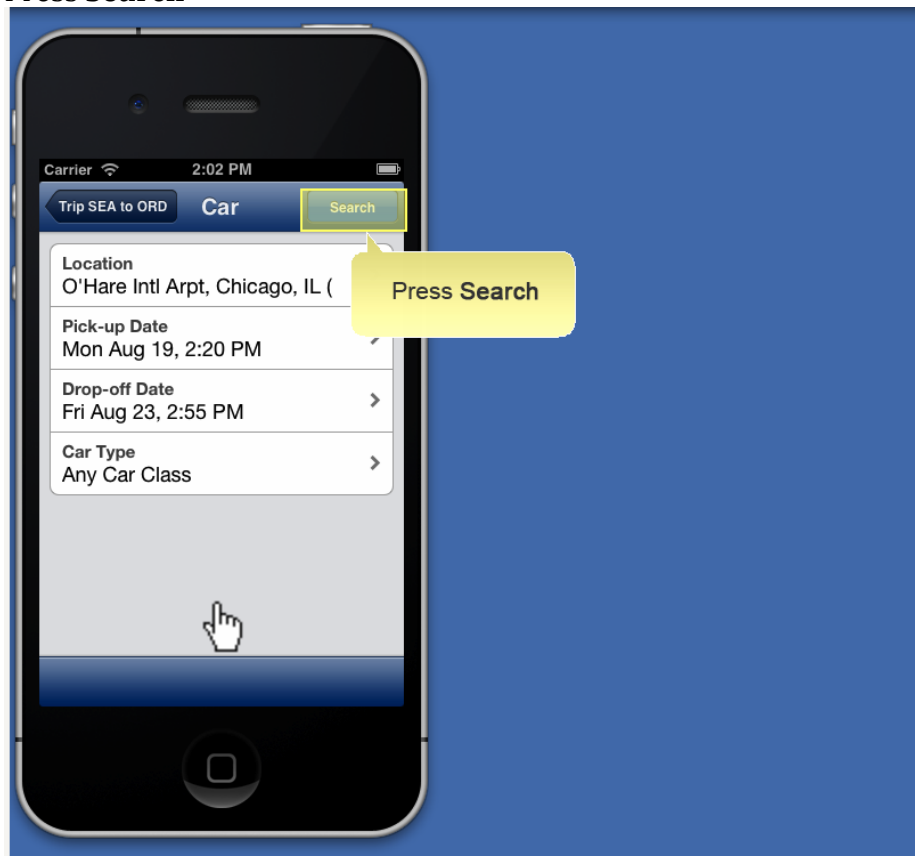 Press Search
Carrier 2:02 PM
Trip SEA to ORD Car Search
Location
O'Hare Intl Arpt, Chicago, IL (
Press Search
Pick-up Date
Mon Aug 19, 2:20 PM
Drop-off Date
Fri Aug 23, 2:55 PM
Car Type
Any Car Class